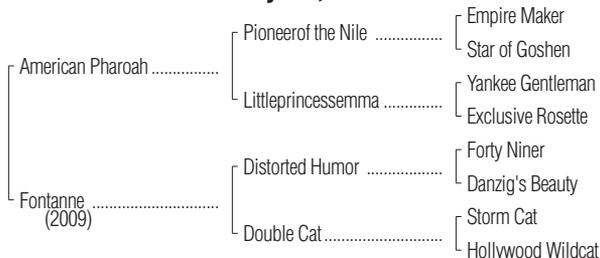 Empire Maker
Pioneerof the Nile ................
Star of Goshen
American Pharoah ................
Yankee Gentleman
Littleprincessemma ..............
Exclusive Rosette
Forty Niner
Distorted Humor ..................
Danzig's Beauty
Fontanne ..............................
(2009)
Storm Cat
Double Cat............................
Hollywood Wildcat